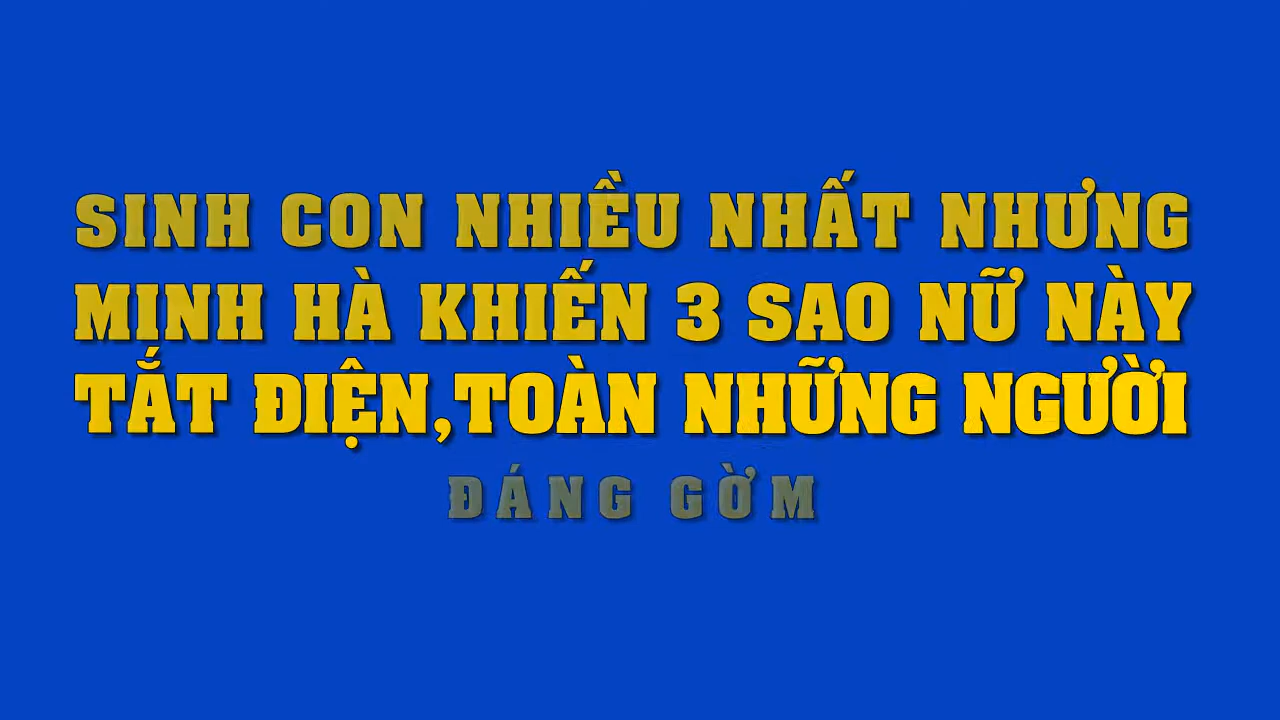 SINH CON NHIỀU NHẤT NHƯNG
MINH HÀ KHIẾN 3 SAO NỮ NÀY
TẮT ĐIỆN,TOÀN NHỮNG NGƯỜI
ĐÁNG GỜM